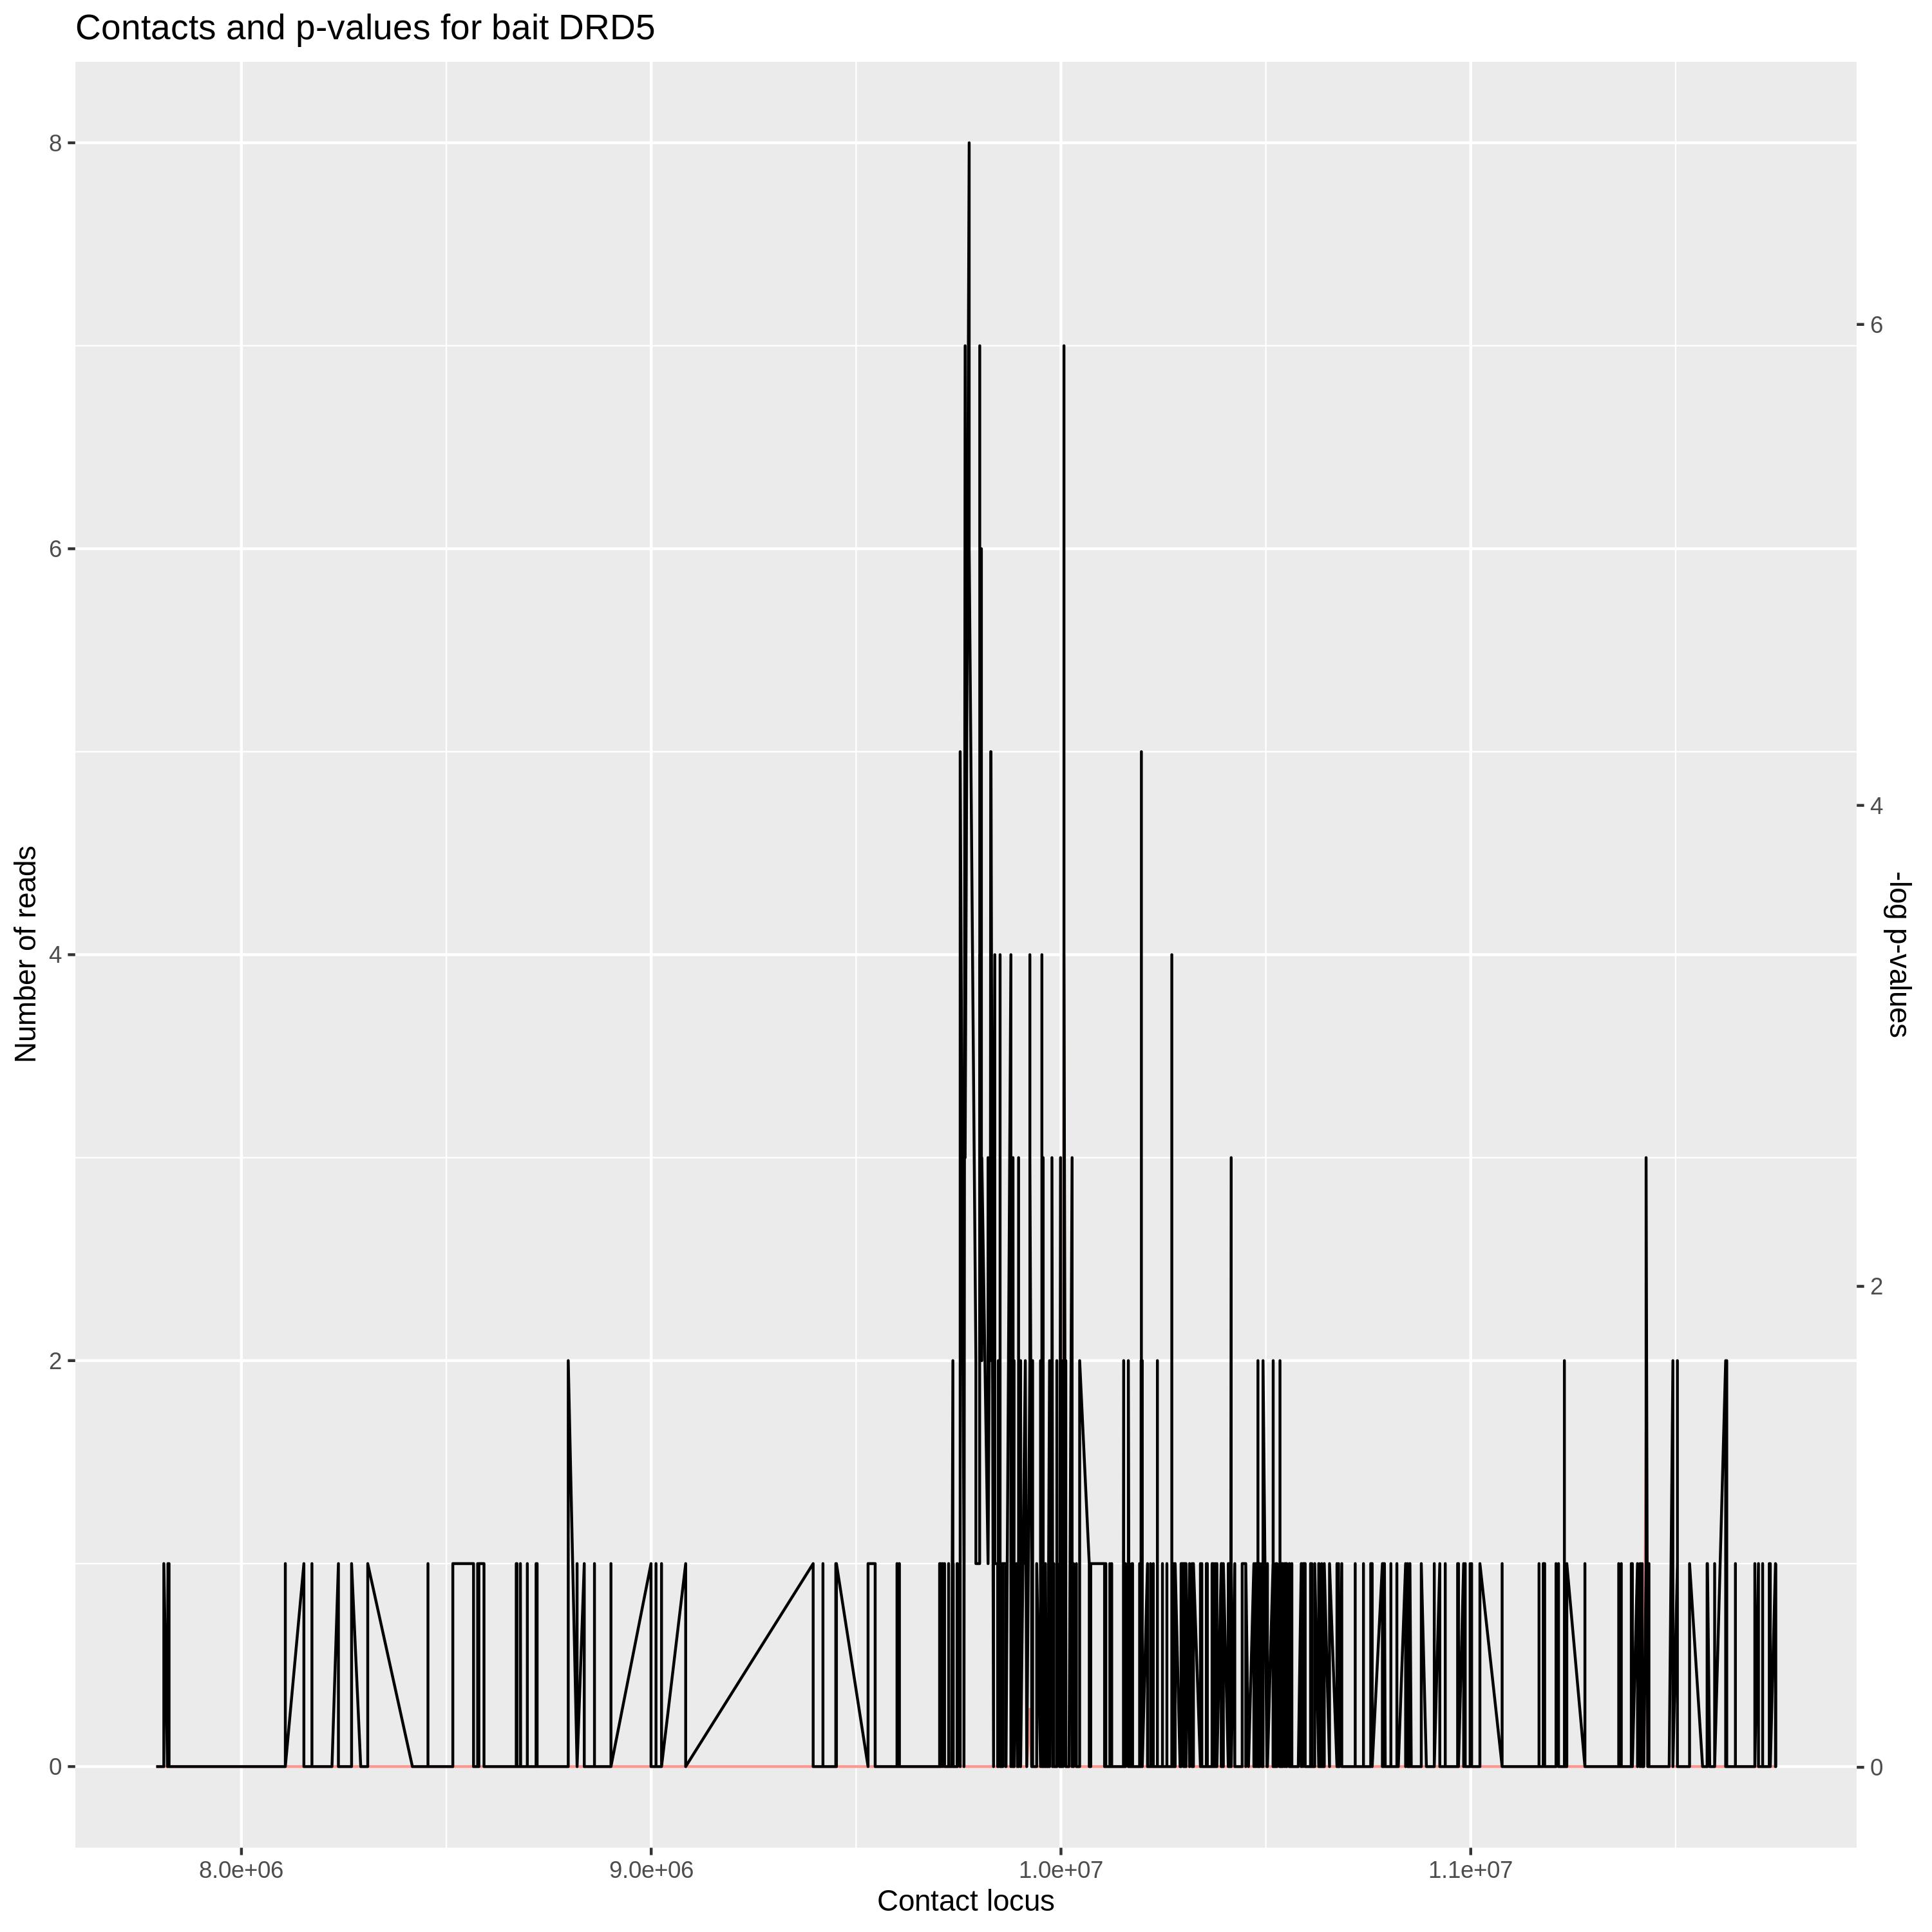 Contacts and p-values for bait DRD5
8
6
4
2
0
Number of reads
6
4
2
0
-log p-values
8.0e+06
9.0e+06
1.0e+07
1.1e+07
Contact locus